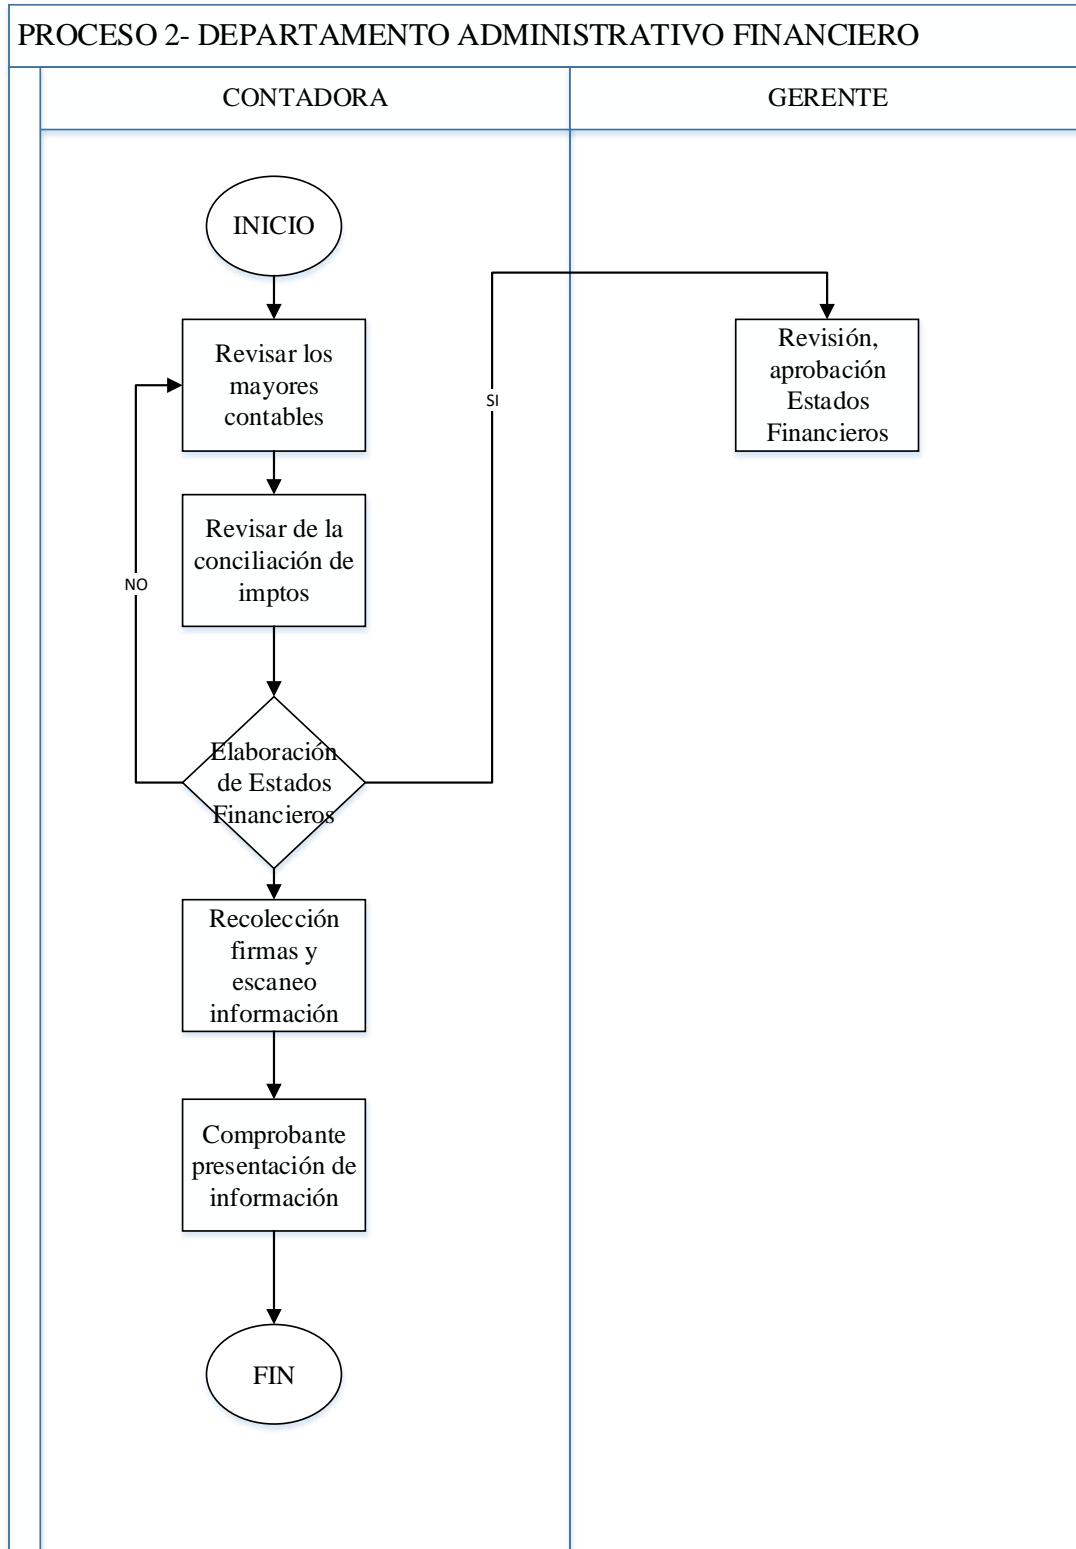 PROCESO 2- DEPARTAMENTO ADMINISTRATIVO FINANCIERO
CONTADORA
GERENTE
INICIO
Revisar los
mayores
contables
Revisión,
aprobación
Estados
Financieros
SI
Revisar de la
conciliación de
imptos
NO
Elaboración
de Estados
Financieros
Recolección
firmas y
escaneo
información
Comprobante
presentación de
información
FIN